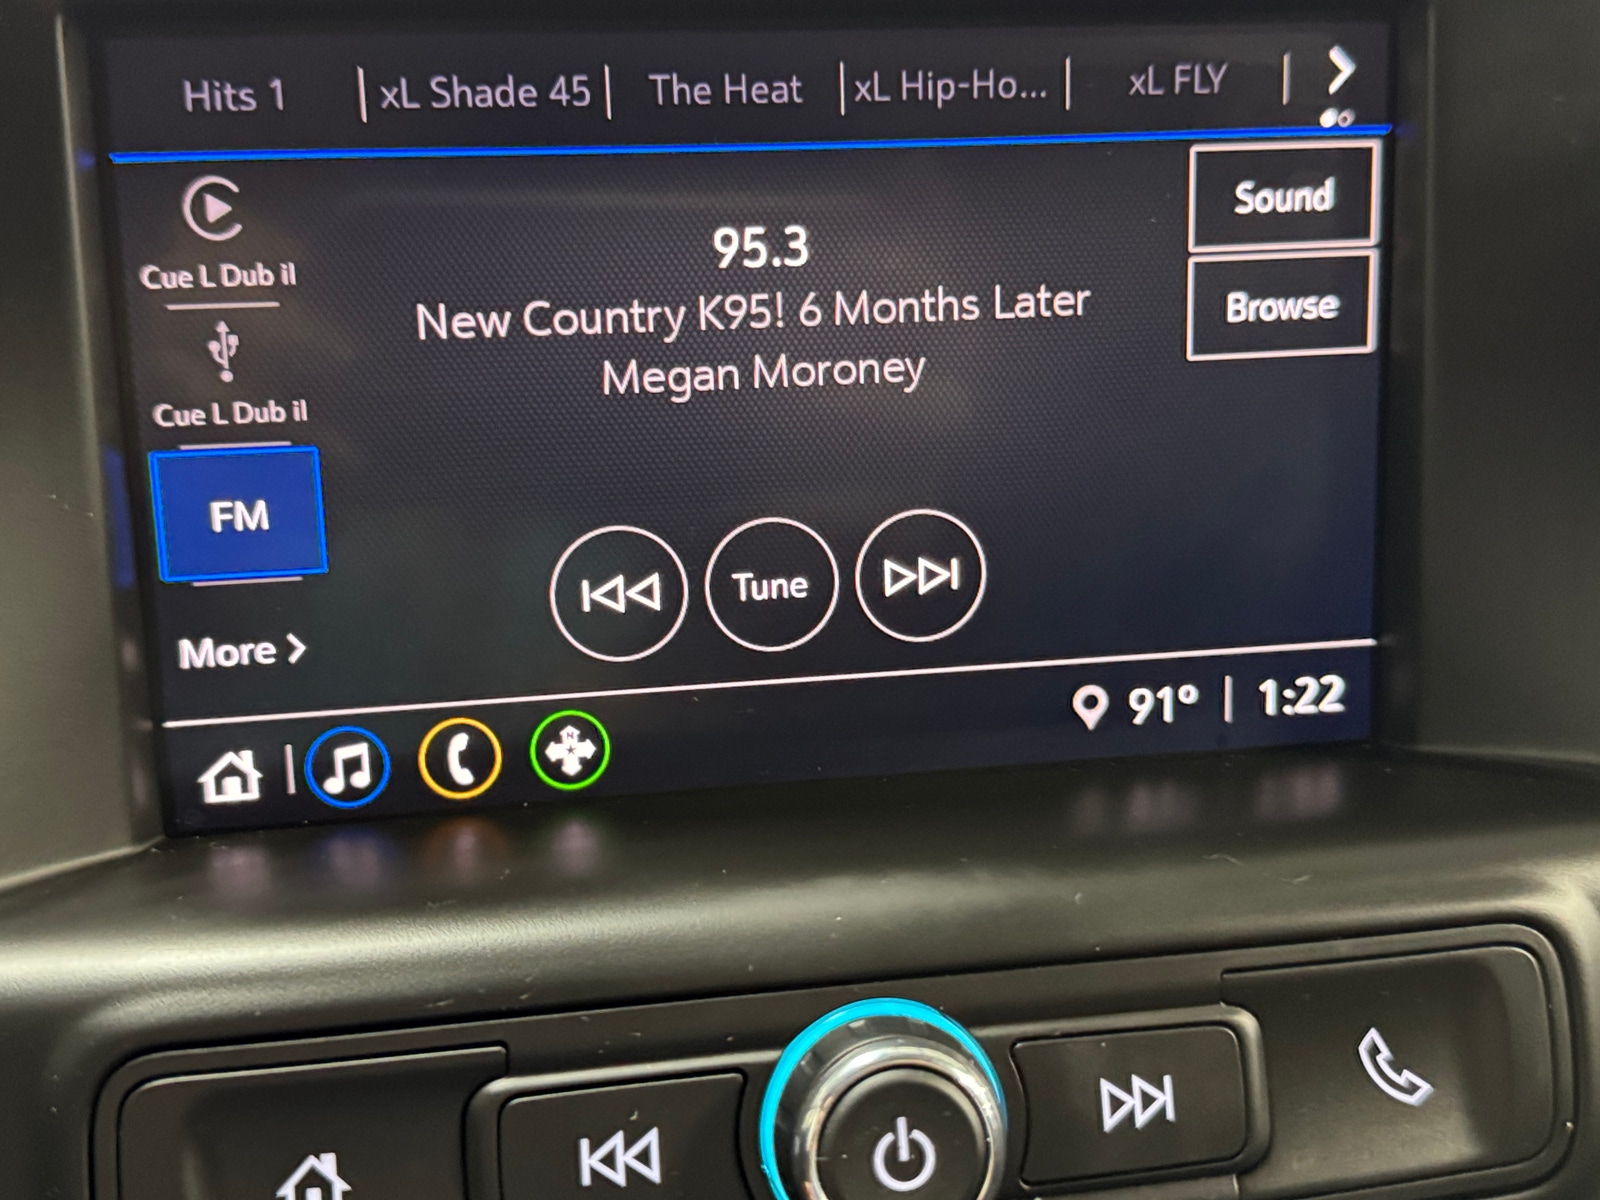 Hits 1 | xL Shade 45 | The Heat | xL Hip-Ho... | xL FLY |
Sound
Cue L Dub il
95.3
Browse
New Country K95! 6 Months Later
Megan Moroney
Cue L Dub il
FM
Tune
More >
91° | 1:22